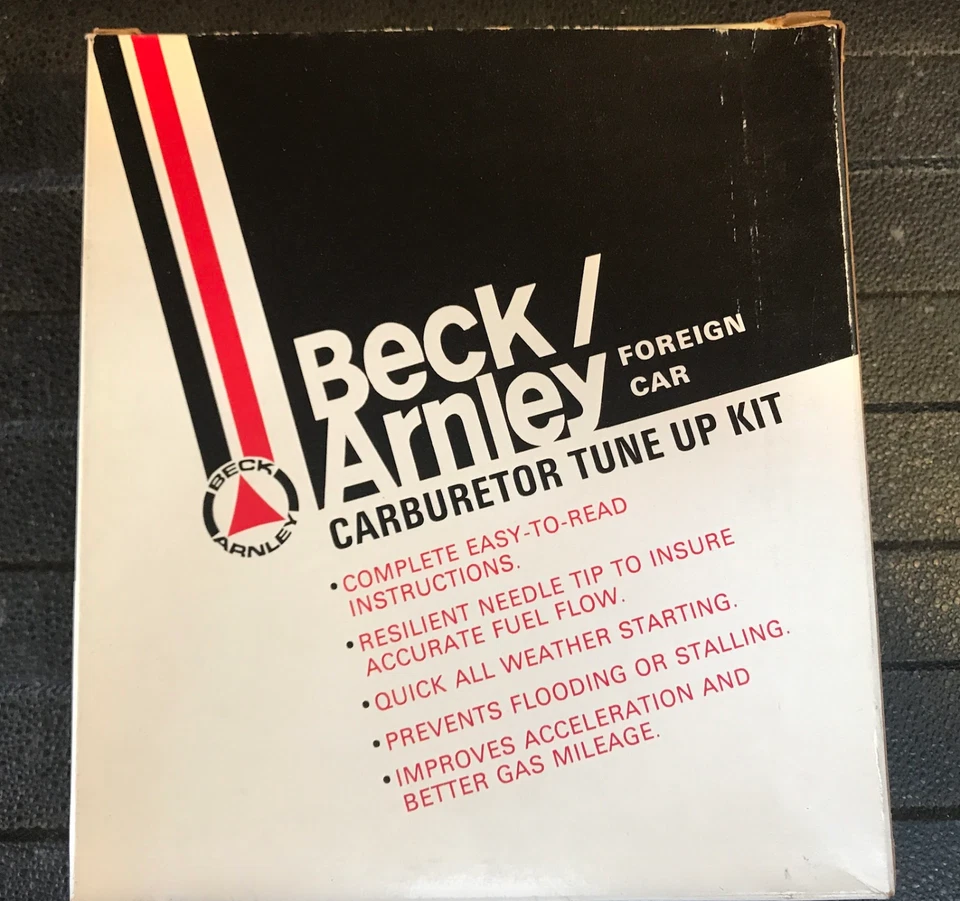 Beck/
Arnley
FOREIGN
CAR
CARBURETOR TUNE UP KIT
BECK
ARNLEY
• COMPLETE EASY-TO-READ
INSTRUCTIONS.
• RESILIENT NEEDLE TIP TO INSURE
ACCURATE FUEL FLOW.
• QUICK ALL WEATHER STARTING.
• PREVENTS FLOODING OR STALLING.
• IMPROVES ACCELERATION AND
BETTER GAS MILEAGE.